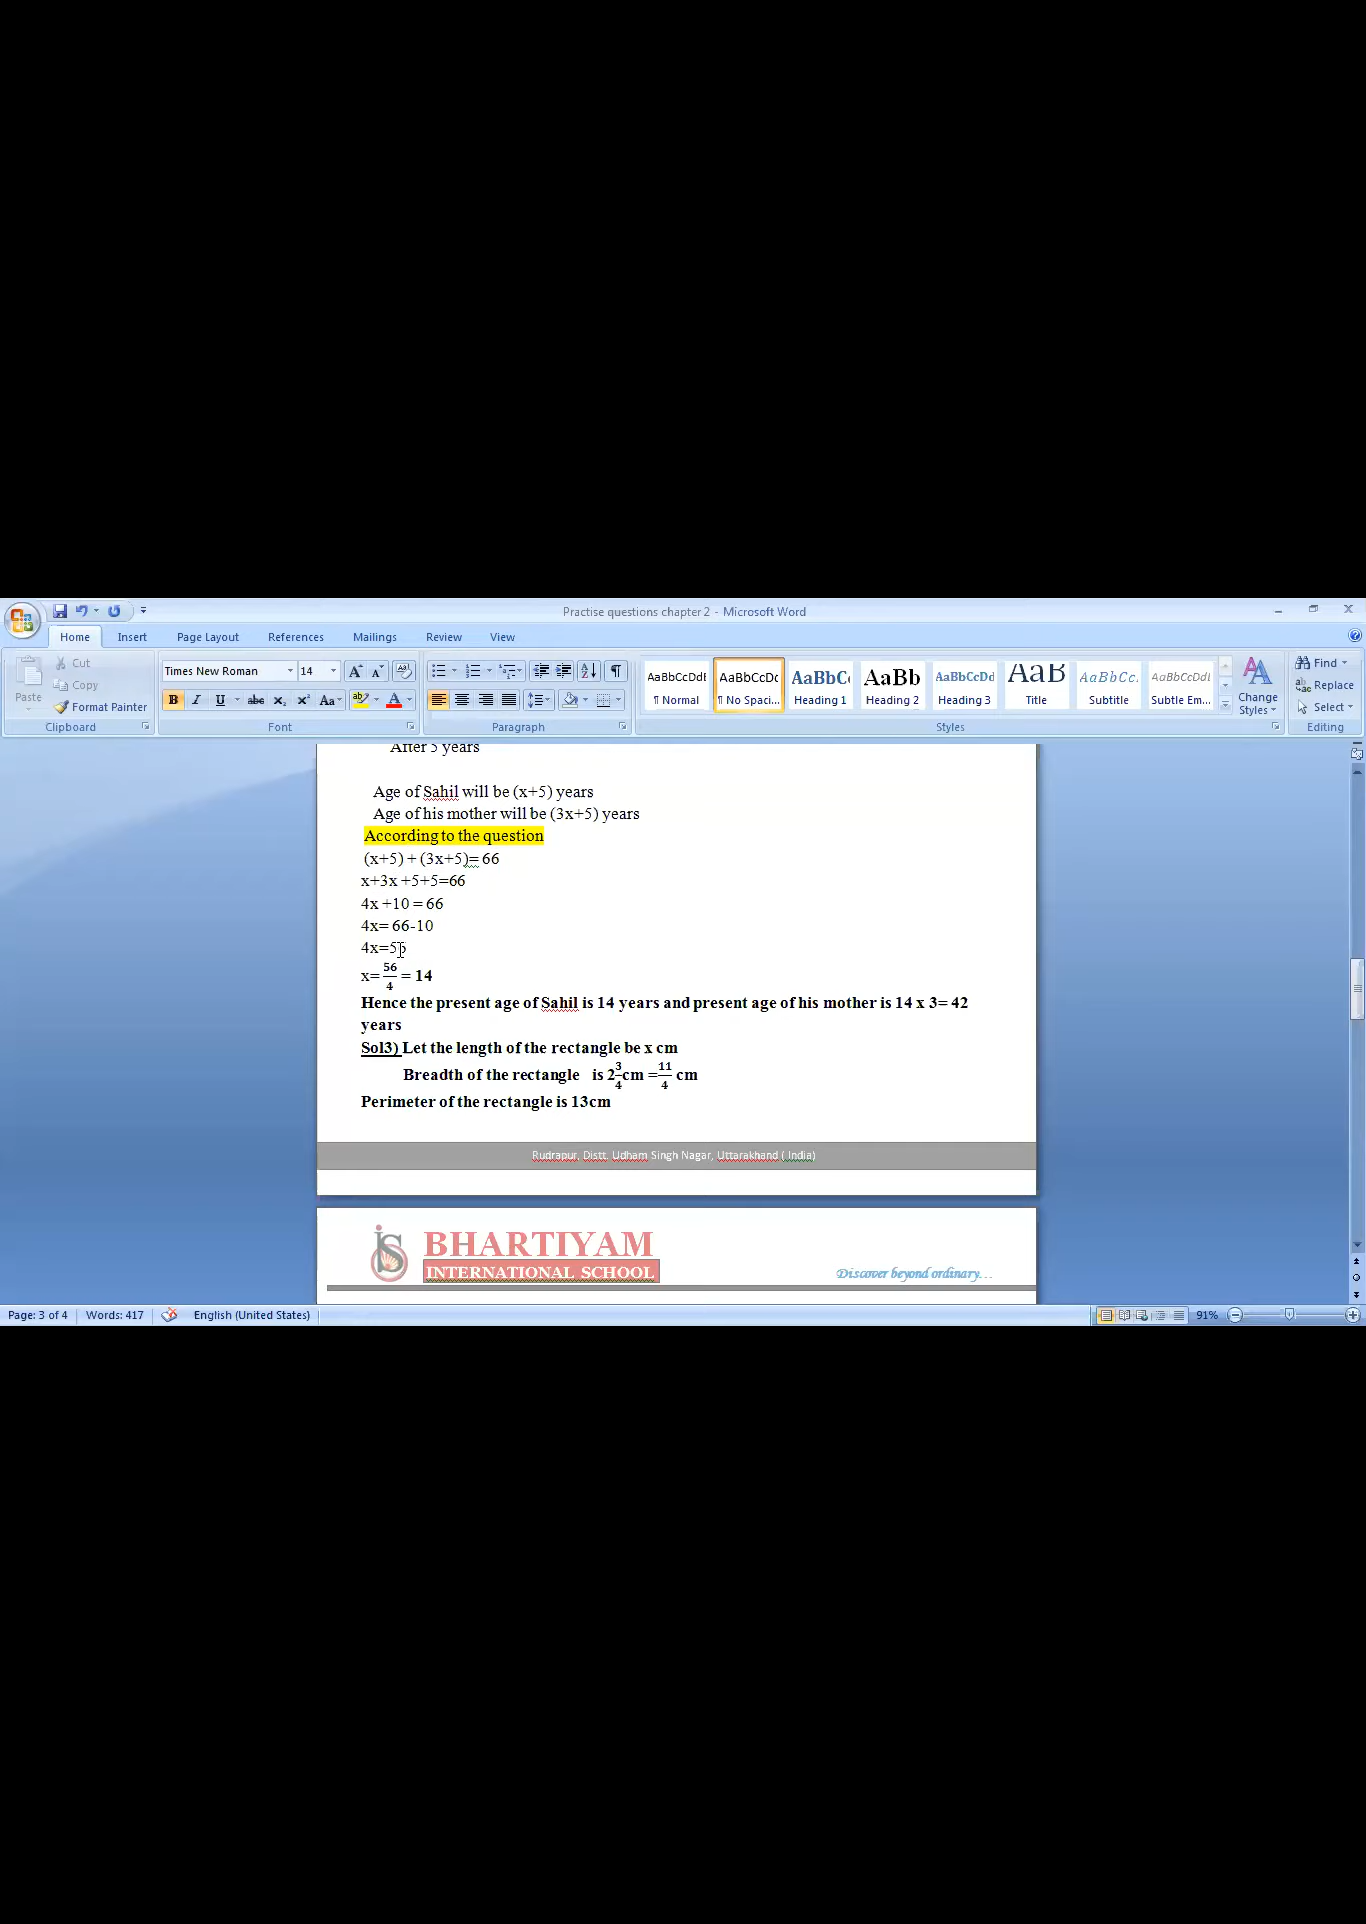 Practise questions chapter 2 - Microsoft Word
Home Insert Page Layout References Mailings Review View
Paste
Cut
Copy
Format Painter
Clipboard
Times New Roman 14
B I U abc x₂ x² Aa A
Font
Paragraph
AaBbCcDdE AaBbCcDc AaBbC AaBb AaBbCcDd AaB AaBbCc. AaBbCcDdE
¶ Normal ¶ No Spaci... Heading 1 Heading 2 Heading 3 Title Subtitle Subtle Em...
Change Styles
Styles
Find
Replace
Select
Editing
After 5 years
Age of Sahil will be (x+5) years
Age of his mother will be (3x+5) years
According to the question
(x+5) + (3x+5)= 66
x+3x +5+5=66
4x +10 = 66
4x= 66-10
4x=56
x= 56/4 = 14
Hence the present age of Sahil is 14 years and present age of his mother is 14 x 3= 42
years
Sol3) Let the length of the rectangle be x cm
Breadth of the rectangle is 2 3/4 cm = 11/4 cm
Perimeter of the rectangle is 13cm
Rudrapur, Distt. Udham Singh Nagar, Uttarakhand ( India)
BHARTIYAM
INTERNATIONAL SCHOOL
Discover beyond ordinary...
Page: 3 of 4 Words: 417 English (United States) 91%